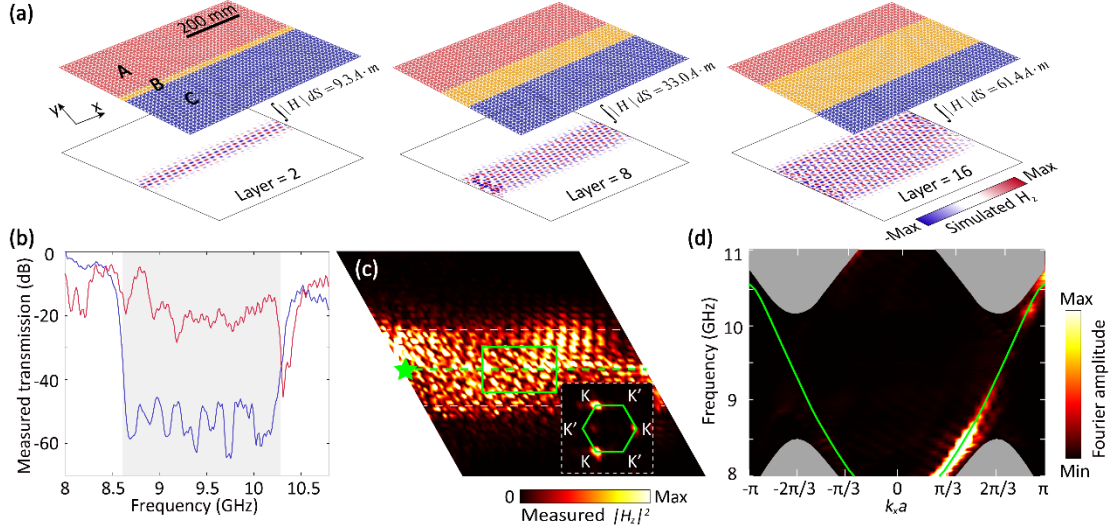 (a)
200 mm
A
B
C
y
x
∫|H|dS=9.3A·m
∫|H|dS=33.0A·m
∫|H|dS=61.4A·m
Layer = 2
Layer = 8
Layer = 16
-Max
Simulated H_z
Max
(b)
Measured transmission (dB)
0
-20
-40
-60
8
8.5
9
9.5
10
10.5
Frequency (GHz)
(c)
K
K'
K'
K
K
K'
0
Max
Measured |H_z|²
(d)
Frequency (GHz)
11
10
9
8
-π
-2π/3
-π/3
0
π/3
2π/3
π
k_xa
Max
Fourier amplitude
Min